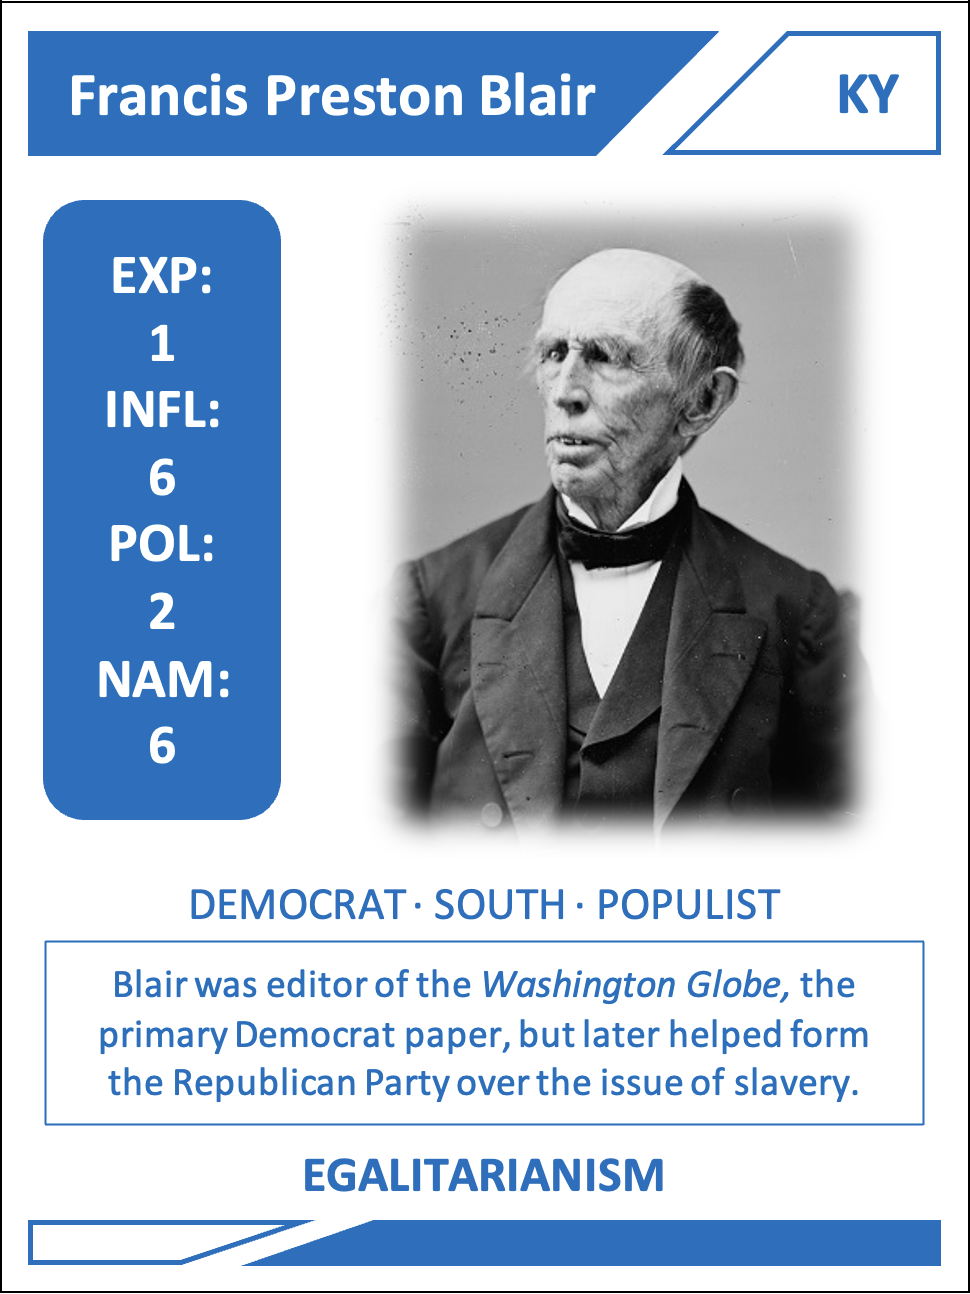 Francis Preston Blair
KY
EXP:
1
INFL:
6
POL:
2
NAM:
6
DEMOCRAT · SOUTH · POPULIST
Blair was editor of the Washington Globe, the
primary Democrat paper, but later helped form
the Republican Party over the issue of slavery.
EGALITARIANISM